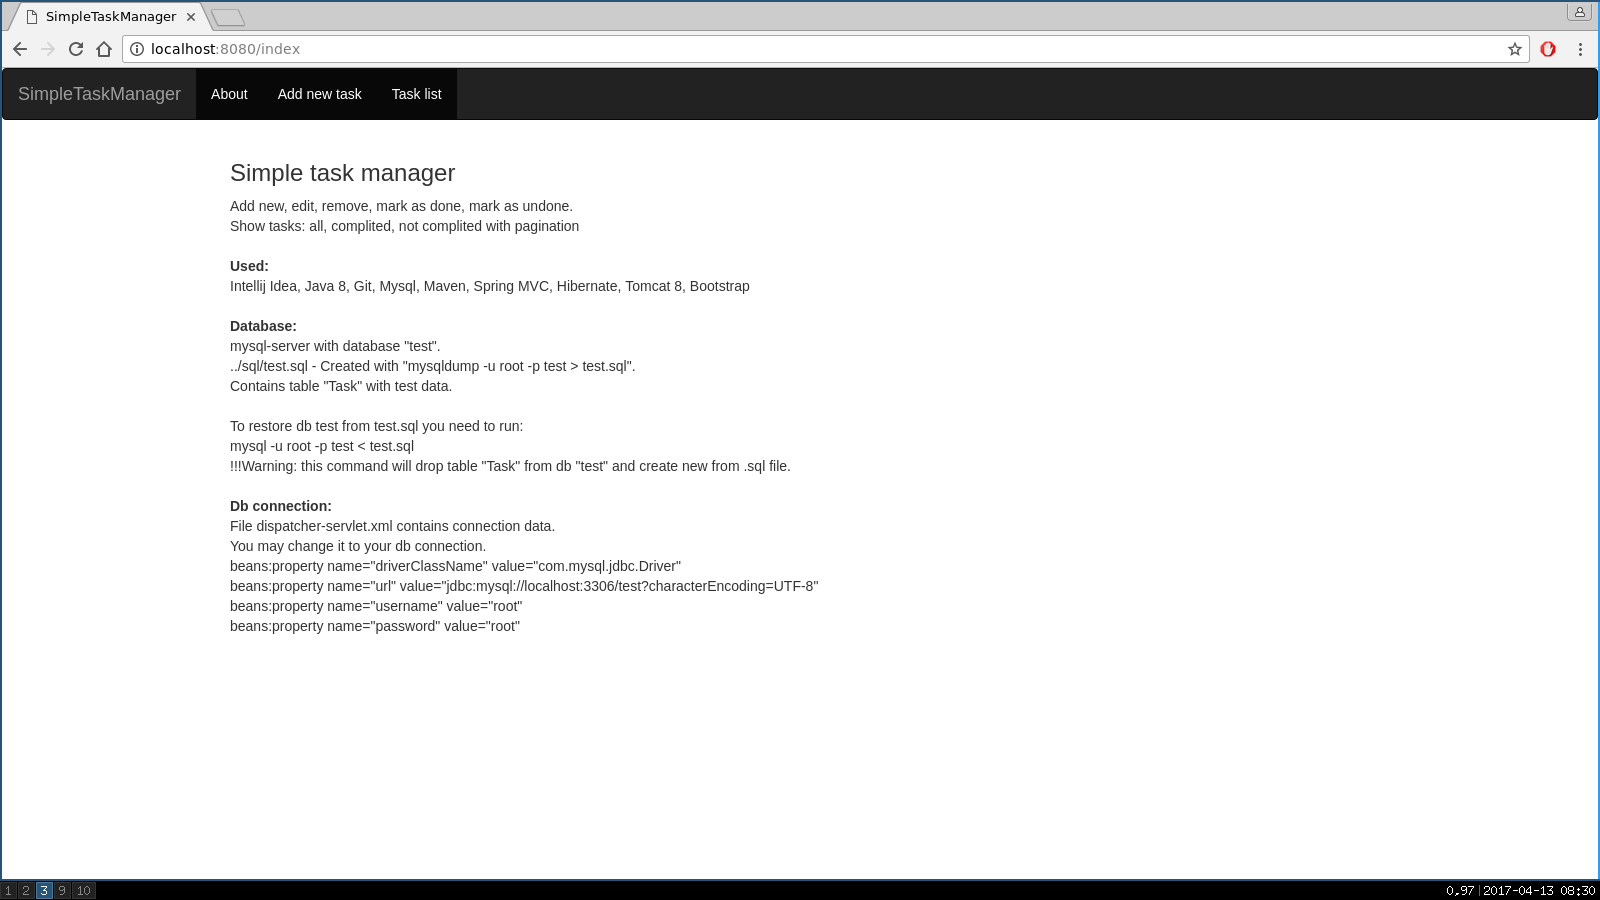 SimpleTaskManager
localhost:8080/index
SimpleTaskManager About Add new task Task list
Simple task manager
Add new, edit, remove, mark as done, mark as undone.
Show tasks: all, complited, not complited with pagination
Used:
Intellij Idea, Java 8, Git, Mysql, Maven, Spring MVC, Hibernate, Tomcat 8, Bootstrap
Database:
mysql-server with database "test".
../sql/test.sql - Created with "mysqldump -u root -p test > test.sql".
Contains table "Task" with test data.
To restore db test from test.sql you need to run:
mysql -u root -p test < test.sql
!!!Warning: this command will drop table "Task" from db "test" and create new from .sql file.
Db connection:
File dispatcher-servlet.xml contains connection data.
You may change it to your db connection.
beans:property name="driverClassName" value="com.mysql.jdbc.Driver"
beans:property name="url" value="jdbc:mysql://localhost:3306/test?characterEncoding=UTF-8"
beans:property name="username" value="root"
beans:property name="password" value="root"
1 2 3 9 10 0,97 2017-04-13 08:30